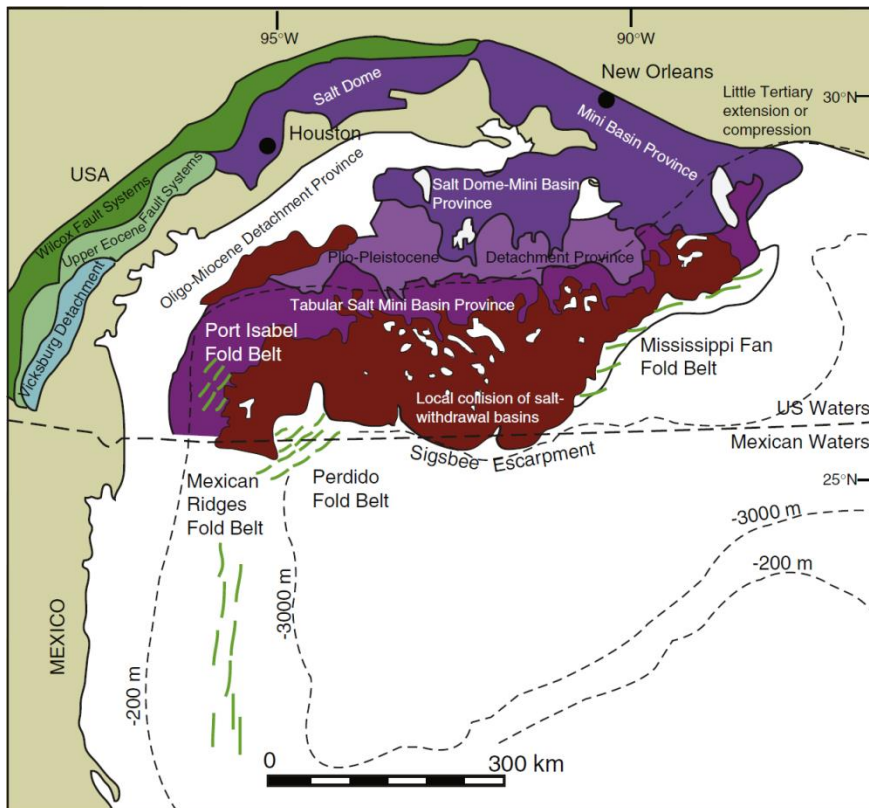 95°W
90°W
New Orleans
Salt Dome
Little Tertiary
extension or
compression
30°N
Mini Basin Province
Houston
USA
Salt Dome-Mini Basin
Province
Wilcox Fault Systems
Upper Eocene Fault Systems
Oligo-Miocene Detachment Province
Plio-Pleistocene
Detachment Province
Vicksburg Detachment
Tabular Salt Mini Basin Province
Port Isabel
Fold Belt
Mississippi Fan
Fold Belt
Local collision of salt-
withdrawal basins
US Waters
Mexican Waters
Sigsbee Escarpment
Mexican
Ridges
Fold Belt
Perdido
Fold Belt
25°N
-3000 m
-200 m
-3000 m
MEXICO
-200 m
0
300 km